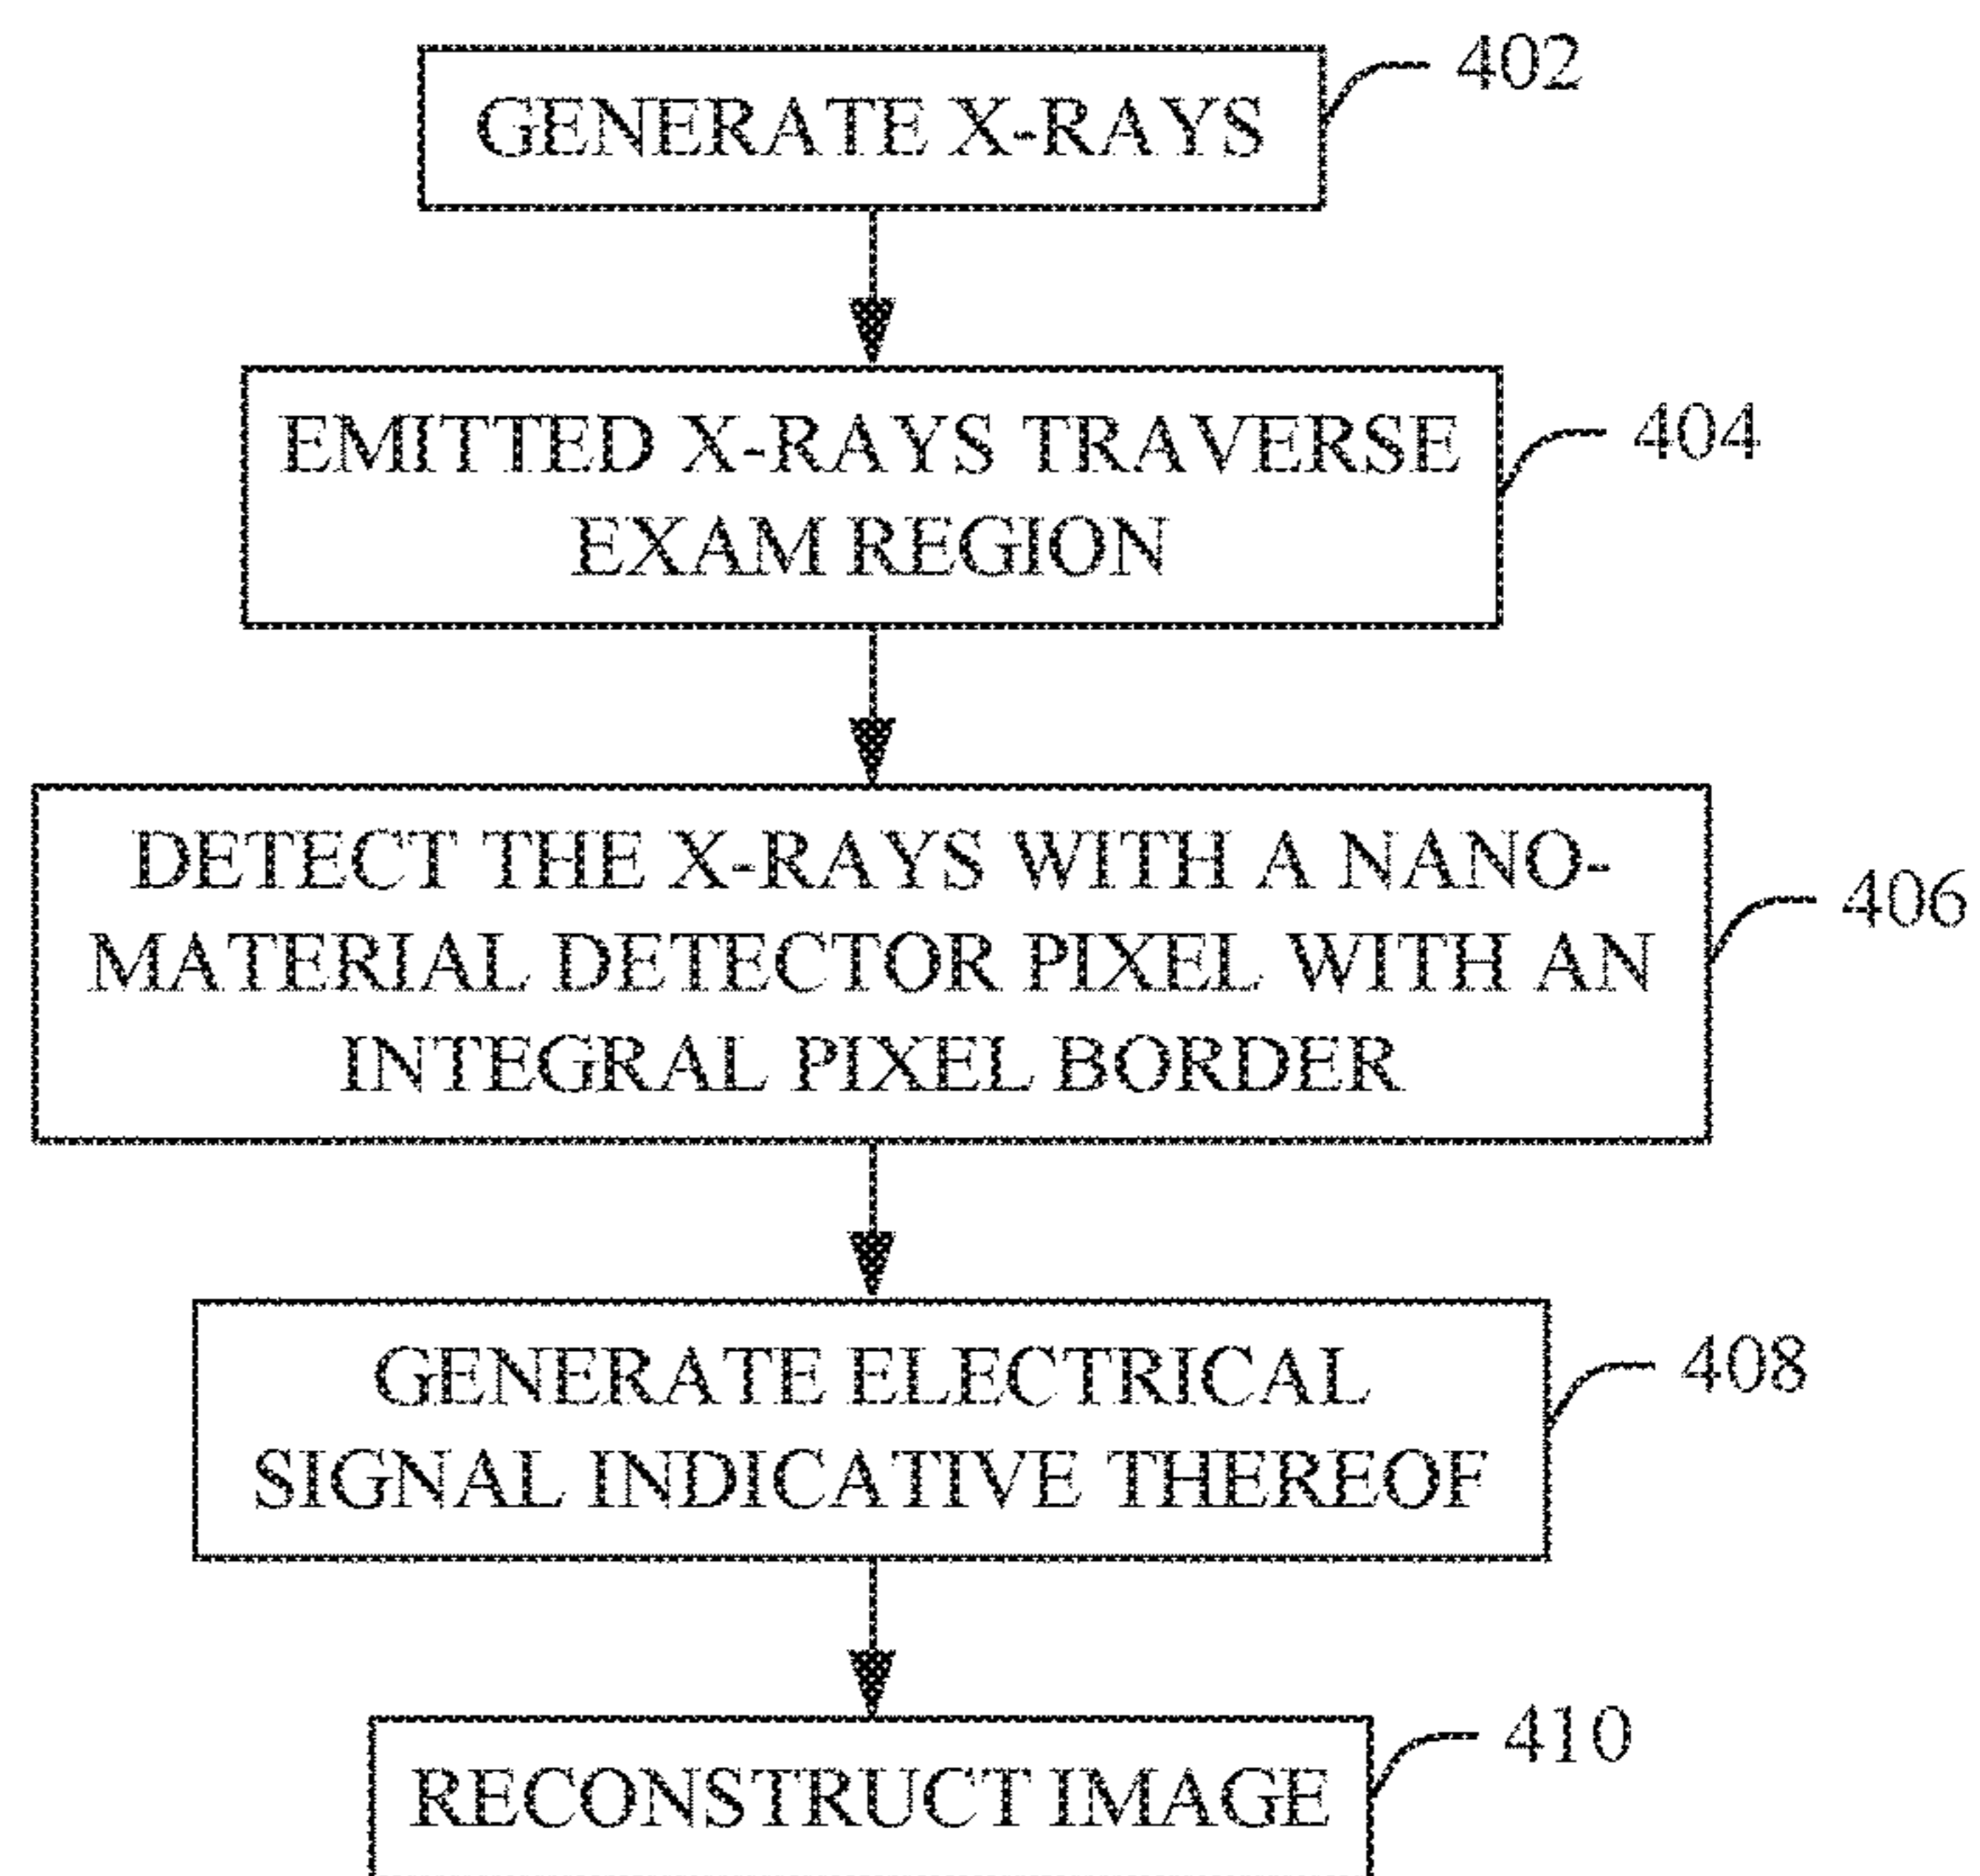 402
GENERATE X-RAYS
404
EMITTED X-RAYS TRAVERSE
EXAM REGION
406
DETECT THE X-RAYS WITH A NANO-
MATERIAL DETECTOR PIXEL WITH AN
INTEGRAL PIXEL BORDER
408
GENERATE ELECTRICAL
SIGNAL INDICATIVE THEREOF
410
RECONSTRUCT IMAGE